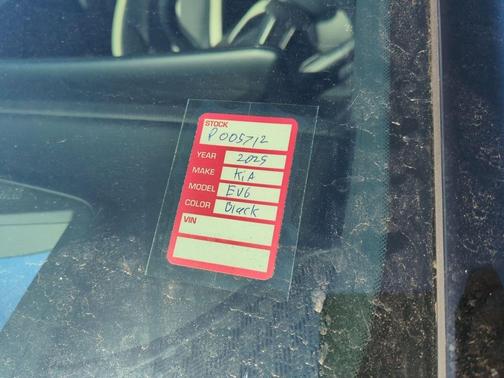 STOCK
P005712
YEAR 2025
MAKE KiA
MODEL EV6
COLOR Black
VIN